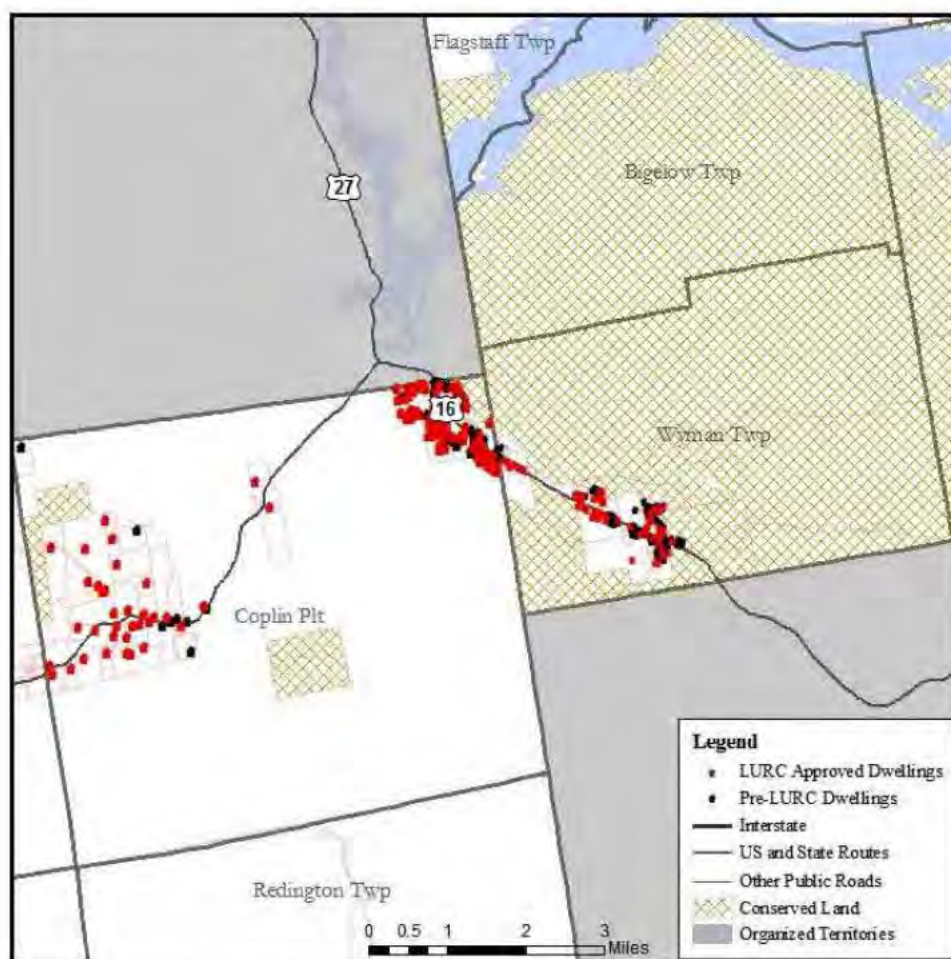 Flagstaff Twp
27
Bigelow Twp
16
Wyman Twp
Coplin Plt
Redington Twp
Legend
LURC Approved Dwellings
Pre-LURC Dwellings
Interstate
US and State Routes
Other Public Roads
Conserved Land
Organized Territories
0 0.5 1 2 3
Miles